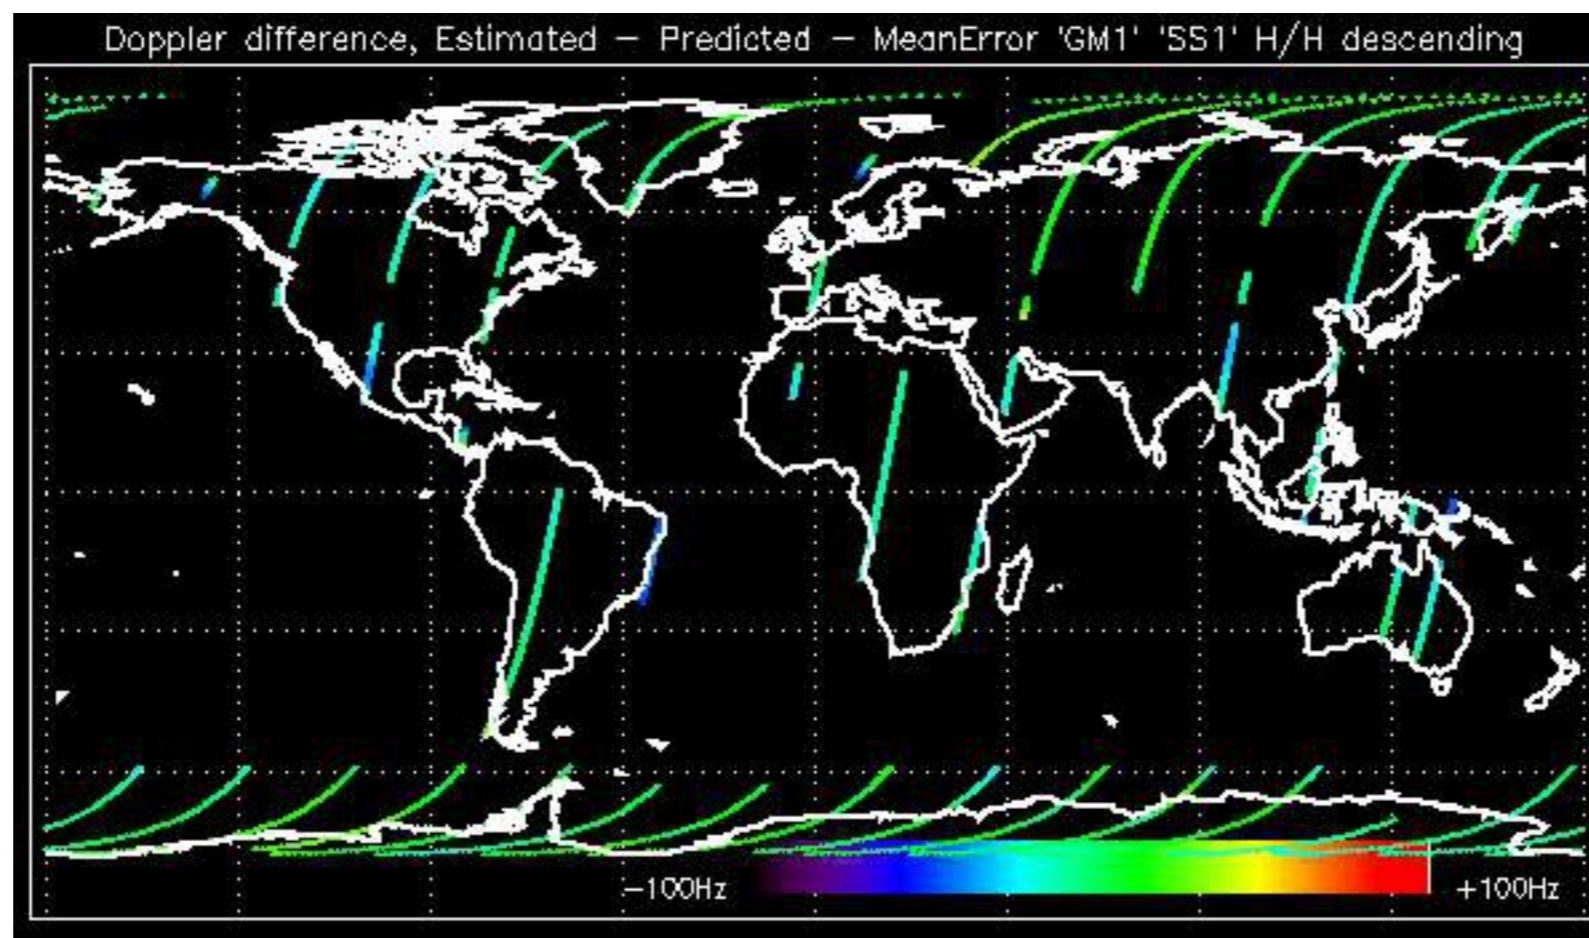 Doppler difference, Estimated – Predicted – MeanError 'GM1' 'SS1' H/H descending
–100Hz +100Hz